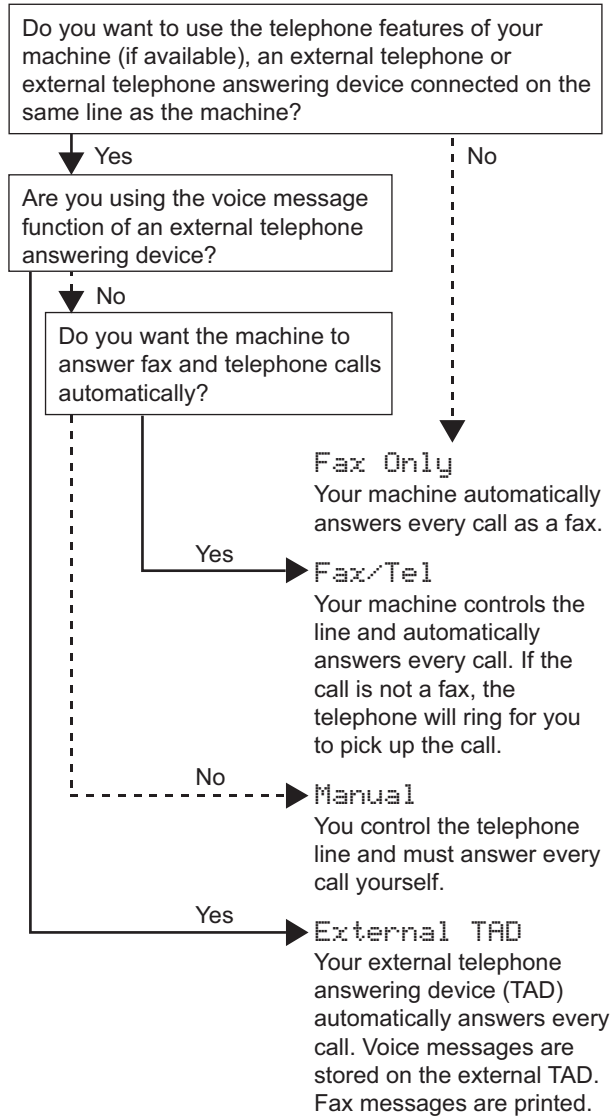 Do you want to use the telephone features of your
machine (if available), an external telephone or
external telephone answering device connected on the
same line as the machine?
Yes
No
Are you using the voice message
function of an external telephone
answering device?
No
Do you want the machine to
answer fax and telephone calls
automatically?
Fax Only
Your machine automatically
answers every call as a fax.
Yes
Fax/Tel
Your machine controls the
line and automatically
answers every call. If the
call is not a fax, the
telephone will ring for you
to pick up the call.
No
Manual
You control the telephone
line and must answer every
call yourself.
Yes
External TAD
Your external telephone
answering device (TAD)
automatically answers every
call. Voice messages are
stored on the external TAD.
Fax messages are printed.